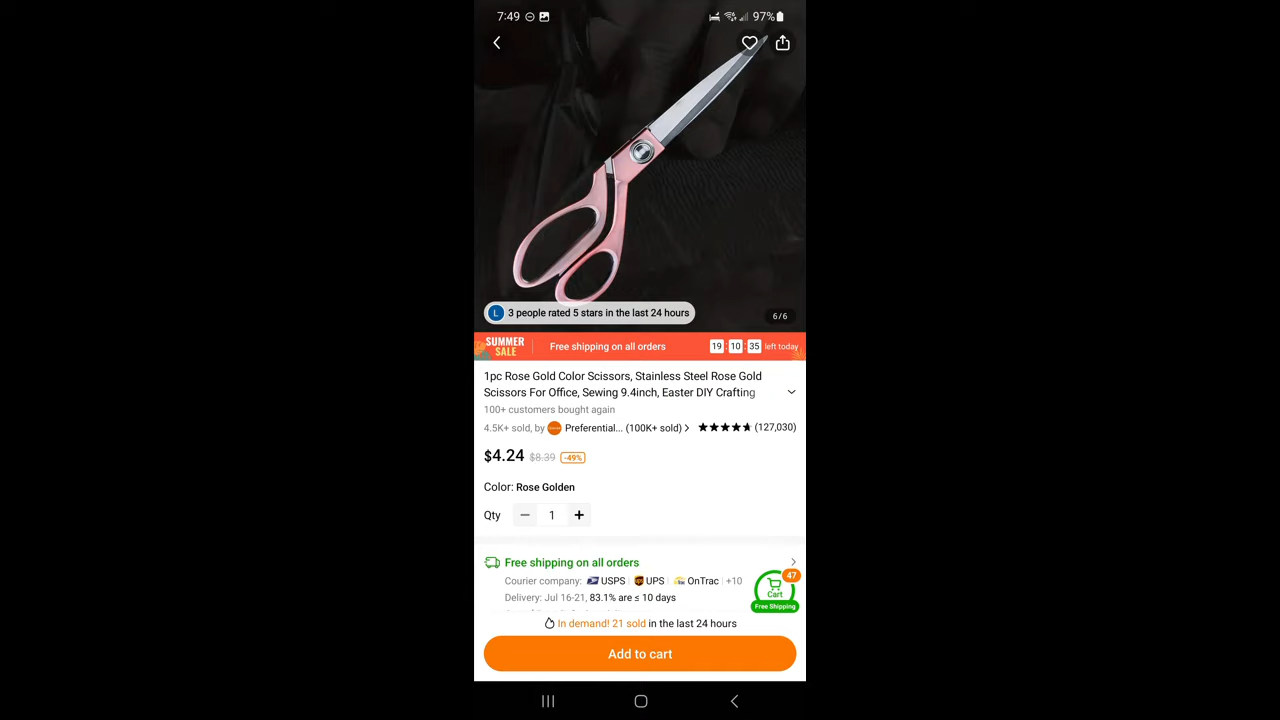 7:49
97%
L 3 people rated 5 stars in the last 24 hours
6/6
SUMMER
SALE
Free shipping on all orders
19:10:35 left today
1pc Rose Gold Color Scissors, Stainless Steel Rose Gold
Scissors For Office, Sewing 9.4inch, Easter DIY Crafting
100+ customers bought again
4.5K+ sold, by Preferential... (100K+ sold) (127,030)
$4.24 $8.39 -49%
Color: Rose Golden
Qty − 1 +
Free shipping on all orders
Courier company: USPS UPS OnTrac +10
47
Cart
Free Shipping
Delivery: Jul 16-21, 83.1% are ≤ 10 days
In demand! 21 sold in the last 24 hours
Add to cart